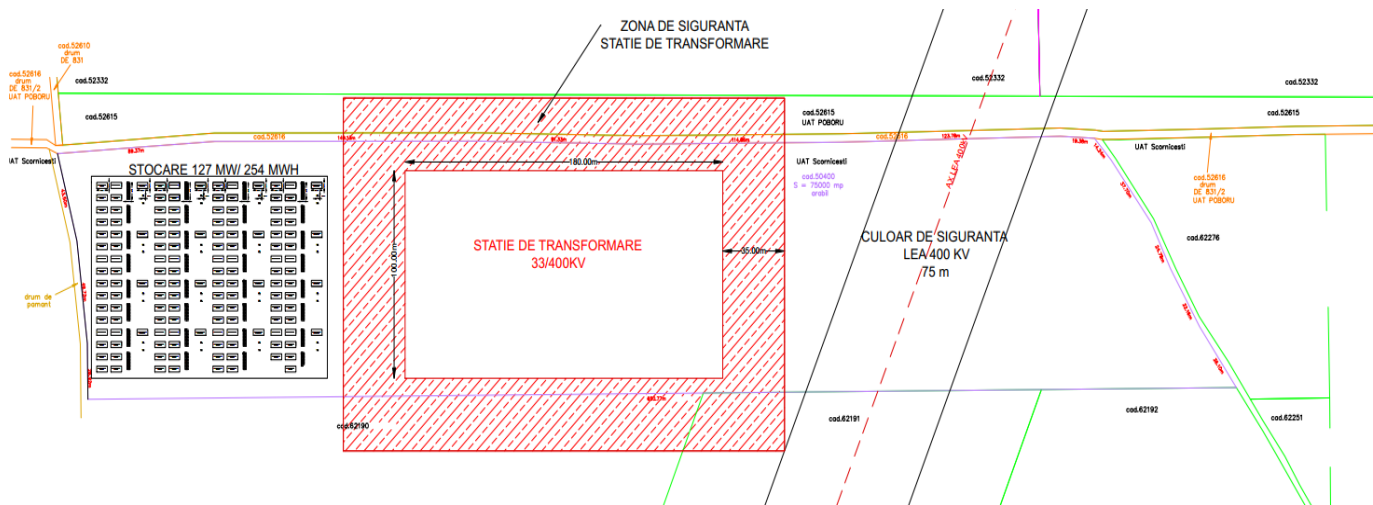 ZONA DE SIGURANTA
STATIE DE TRANSFORMARE
cad.52610
drum
DE 831
cad.52616
drum
DE 831/2
UAT POBORU
cad.52332
cad.52332
cad.52332
cad.52615
cad.52615
UAT POBORU
cad.52615
cad.52616
cad.52616
UAT Scornicesti
UAT Scornicesti
UAT Scornicesti
STOCARE 127 MW/ 254 MWH
180.00m
100.00m
35.00m
STATIE DE TRANSFORMARE
33/400KV
cad.50400
S = 75000 mp
arabil
CULOAR DE SIGURANTA
LEA 400 KV
75 m
cad.52616
drum
DE 831/2
UAT POBORU
cad.62276
drum de
pamant
cad.62190
cad.62191
cad.62192
cad.62251